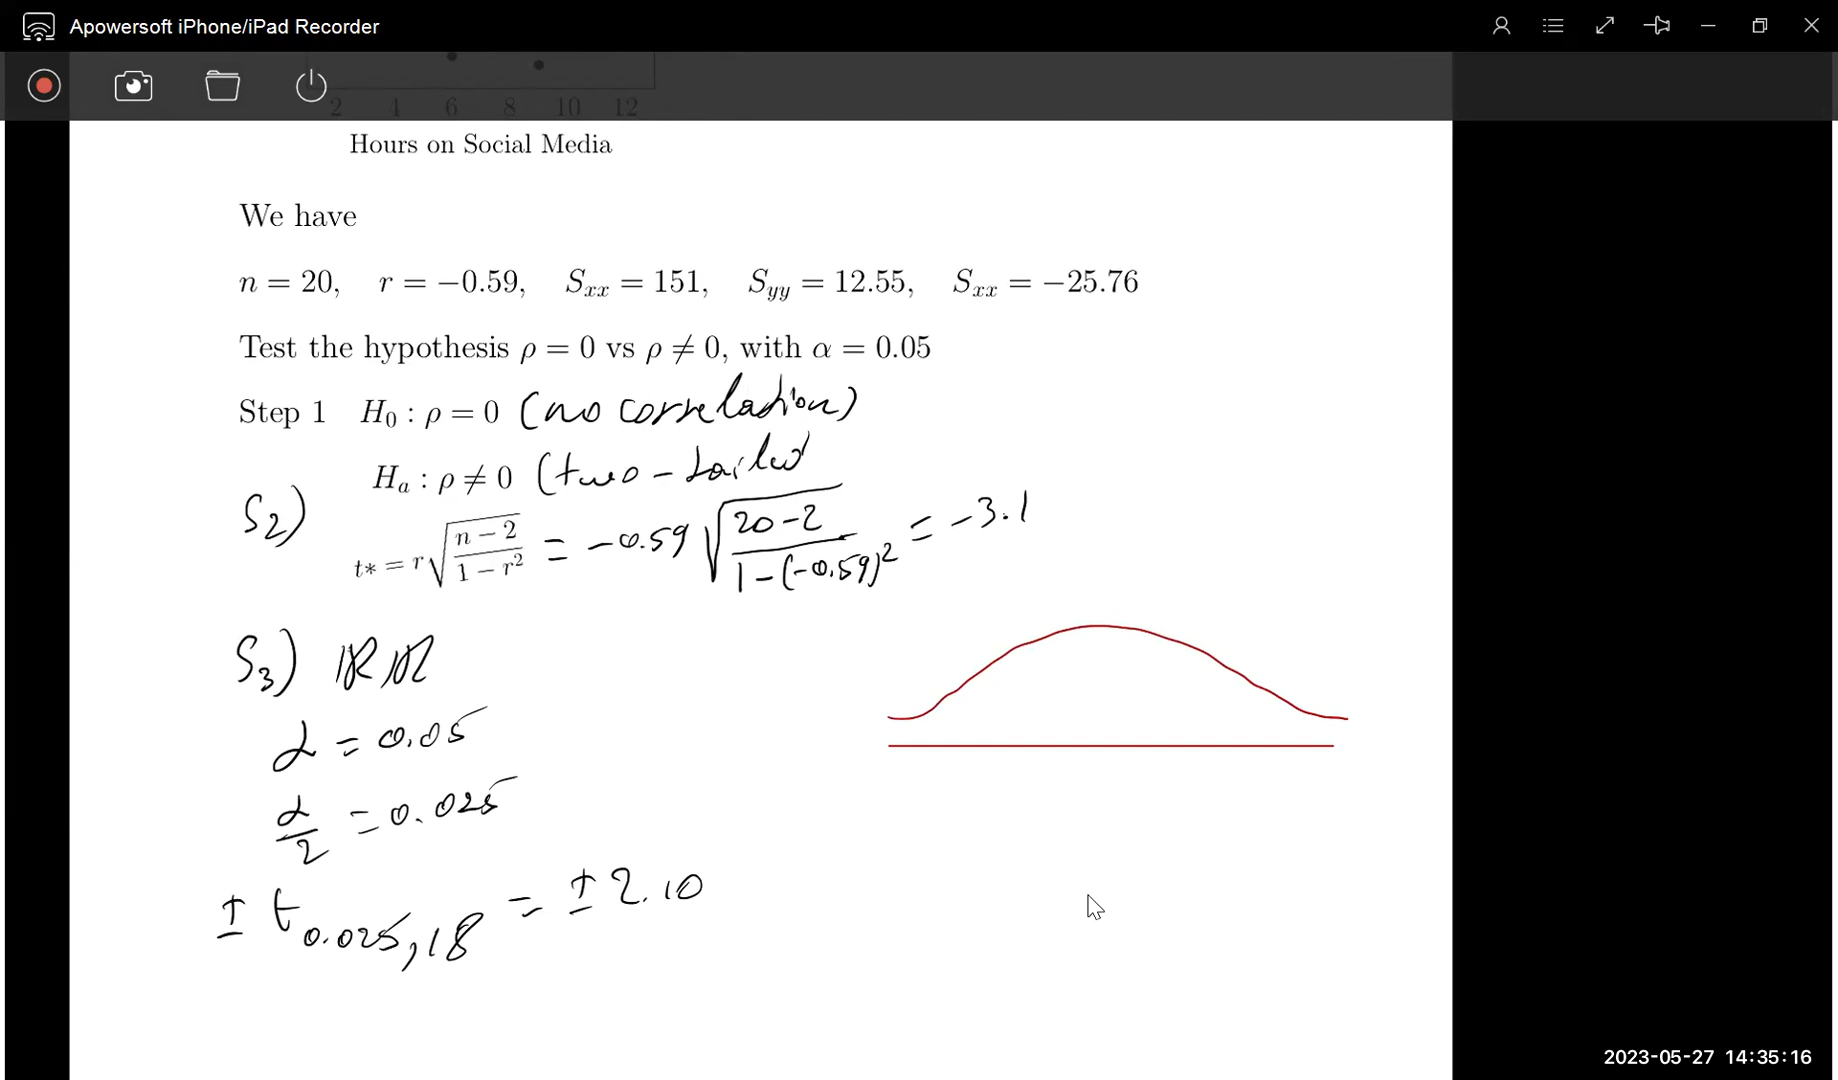 Apowersoft iPhone/iPad Recorder
2 4 6 8 10 12
Hours on Social Media
We have
n = 20, r = −0.59, Sxx = 151, Syy = 12.55, Sxx = −25.76
Test the hypothesis ρ = 0 vs ρ ≠ 0, with α = 0.05
Step 1 H₀ : ρ = 0 (no correlation)
Hₐ : ρ ≠ 0 (two-tailed
S₂)
t* = r√((n − 2)/(1 − r²)) = −0.59√((20−2)/(1−(−0.59)²)) = −3.1
S₃) RR
α = 0.05
α/2 = 0.025
± t0.025,18 = ± 2.10
2023-05-27 14:35:16